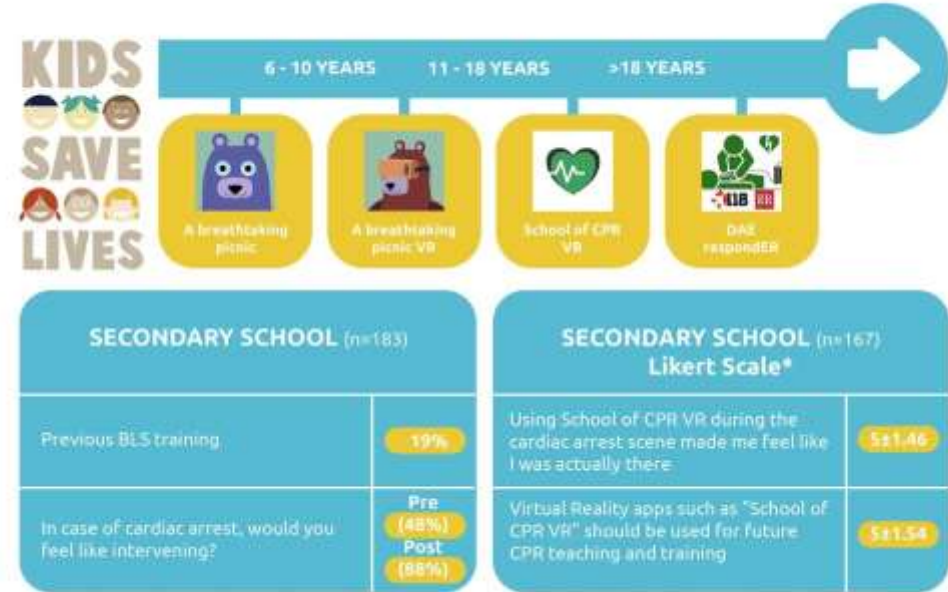 KIDS
SAVE
LIVES
6 - 10 YEARS
11 - 18 YEARS
>18 YEARS
A breathtaking
picnic
A breathtaking
picnic VR
School of CPR
VR
DAE
respondER
118 RR
SECONDARY SCHOOL (n=183)
Previous BLS training
19%
In case of cardiac arrest, would you
feel like intervening?
Pre
(48%)
Post
(88%)
SECONDARY SCHOOL (n=167)
Likert Scale*
Using School of CPR VR during the
cardiac arrest scene made me feel like
I was actually there
5±1.46
Virtual Reality apps such as "School of
CPR VR" should be used for future
CPR teaching and training
5±1.54